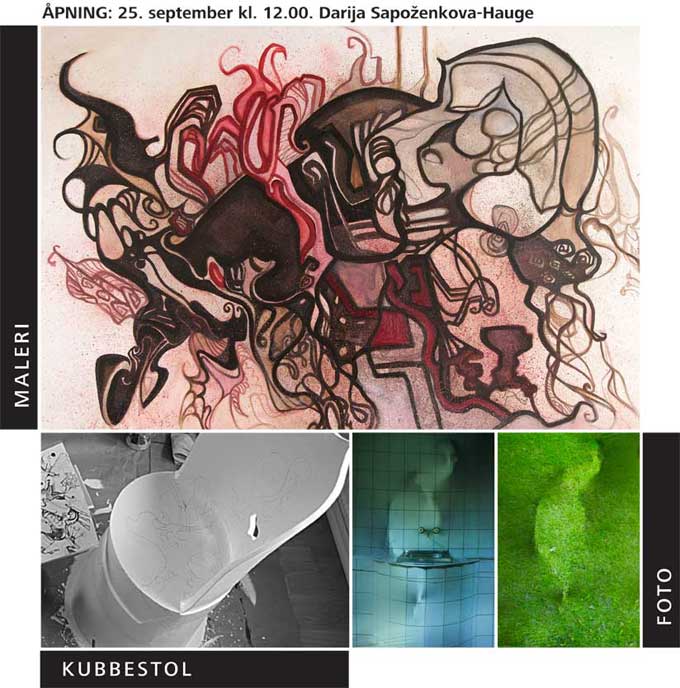 ÅPNING: 25. september kl. 12.00. Darija Sapoženkova-Hauge
MALERI
FOTO
KUBBESTOL